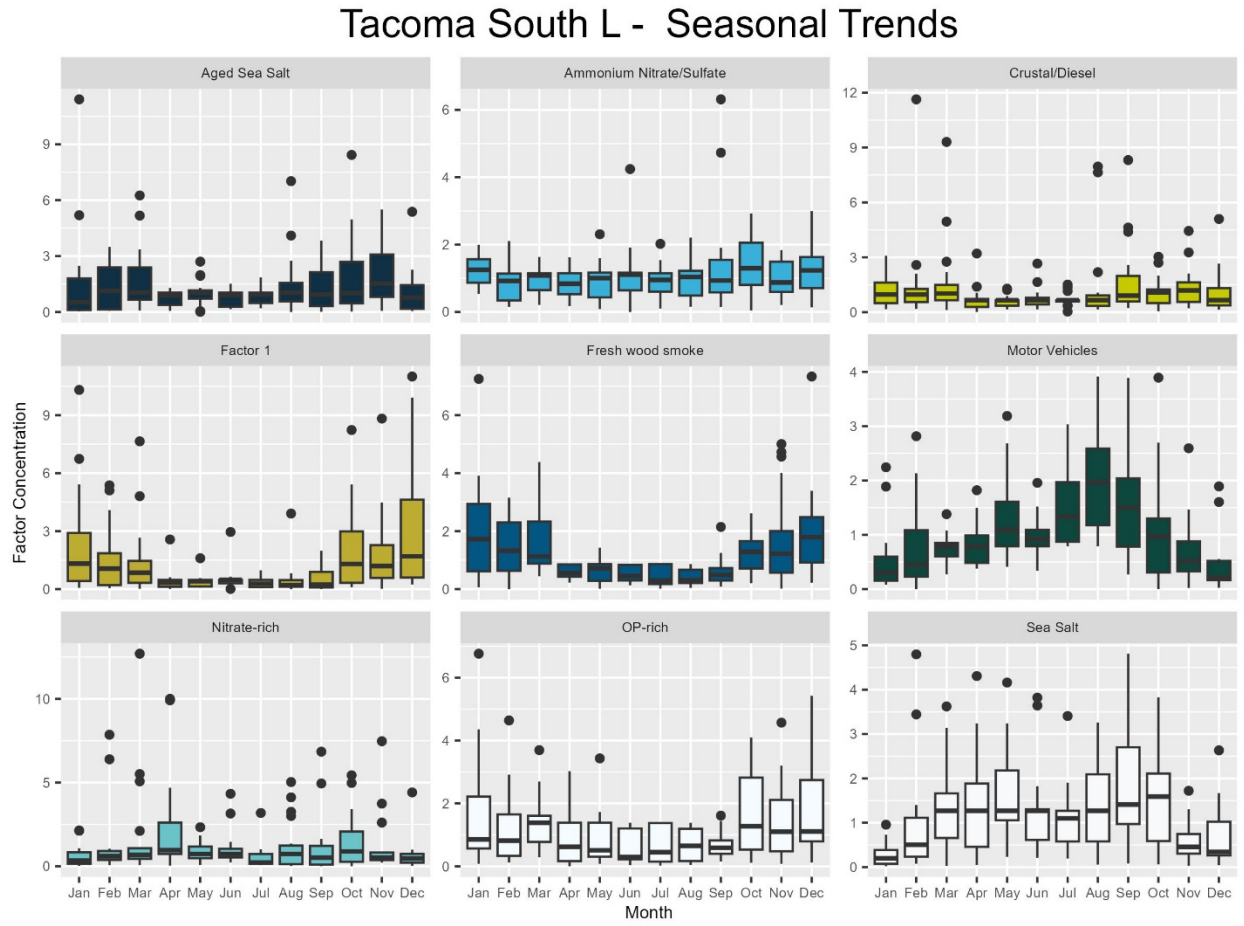 Tacoma South L -  Seasonal Trends
Aged Sea Salt
Ammonium Nitrate/Sulfate
Crustal/Diesel
9
6
3
0
6
4
2
0
12
9
6
3
0
Factor 1
Fresh wood smoke
Motor Vehicles
Factor Concentration
9
6
3
0
6
4
2
0
4
3
2
1
0
Nitrate-rich
OP-rich
Sea Salt
10
5
0
6
4
2
0
5
4
3
2
1
0
Jan Feb Mar Apr May Jun Jul Aug Sep Oct Nov Dec
Jan Feb Mar Apr May Jun Jul Aug Sep Oct Nov Dec
Jan Feb Mar Apr May Jun Jul Aug Sep Oct Nov Dec
Month